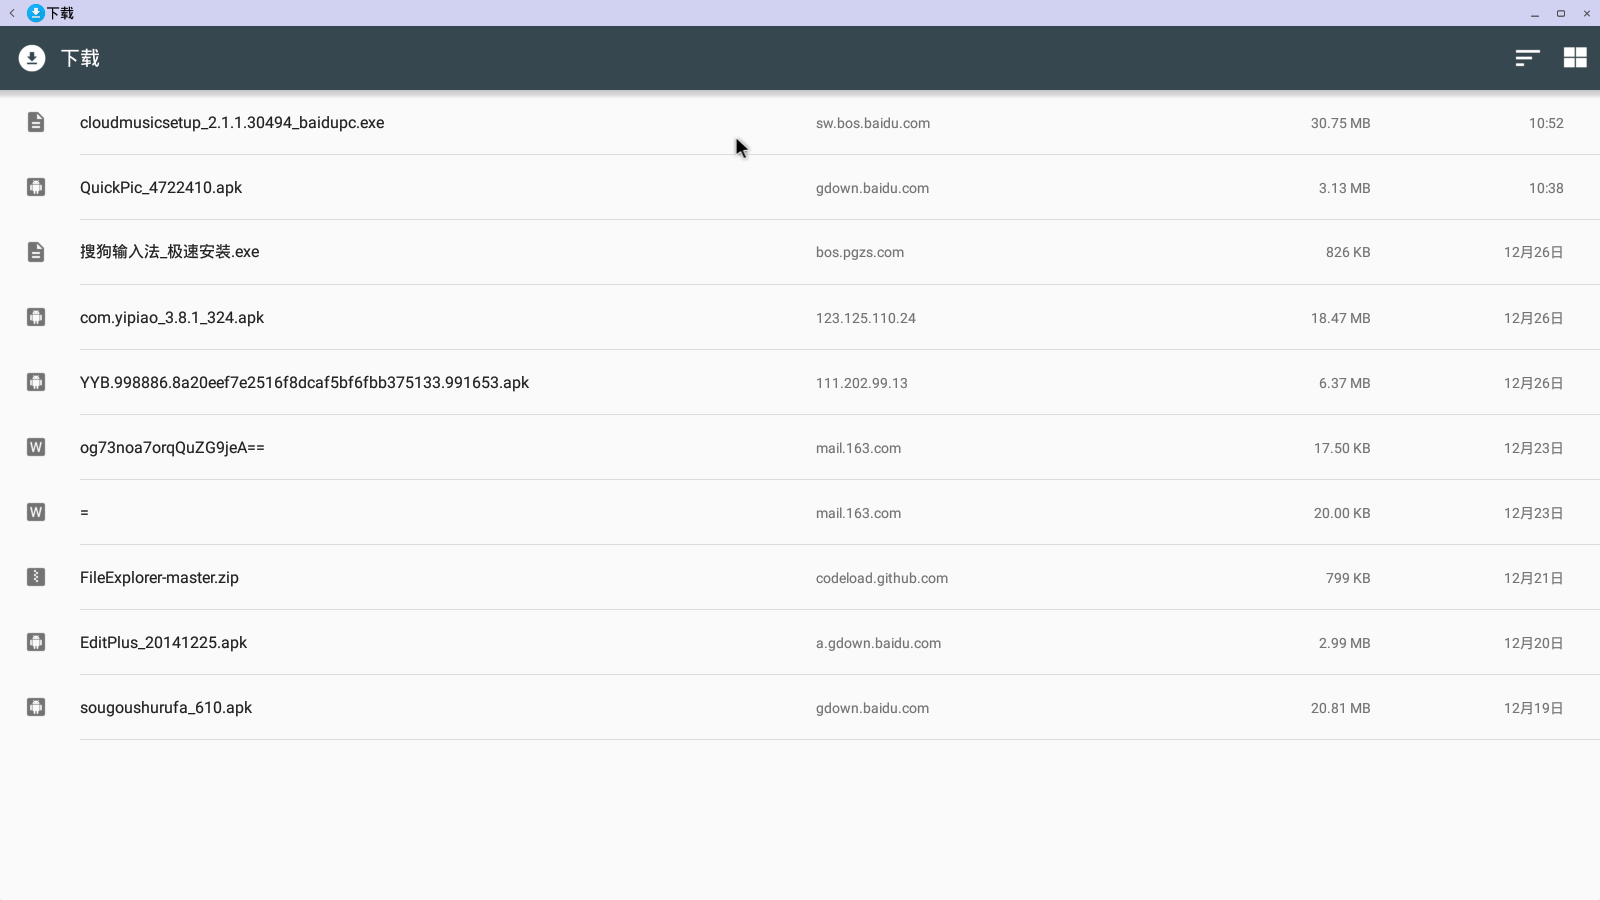 下载
下载
cloudmusicsetup_2.1.1.30494_baidupc.exe sw.bos.baidu.com 30.75 MB 10:52
QuickPic_4722410.apk gdown.baidu.com 3.13 MB 10:38
搜狗输入法_极速安装.exe bos.pgzs.com 826 KB 12月26日
com.yipiao_3.8.1_324.apk 123.125.110.24 18.47 MB 12月26日
YYB.998886.8a20eef7e2516f8dcaf5bf6fbb375133.991653.apk 111.202.99.13 6.37 MB 12月26日
W og73noa7orqQuZG9jeA== mail.163.com 17.50 KB 12月23日
W = mail.163.com 20.00 KB 12月23日
FileExplorer-master.zip codeload.github.com 799 KB 12月21日
EditPlus_20141225.apk a.gdown.baidu.com 2.99 MB 12月20日
sougoushurufa_610.apk gdown.baidu.com 20.81 MB 12月19日